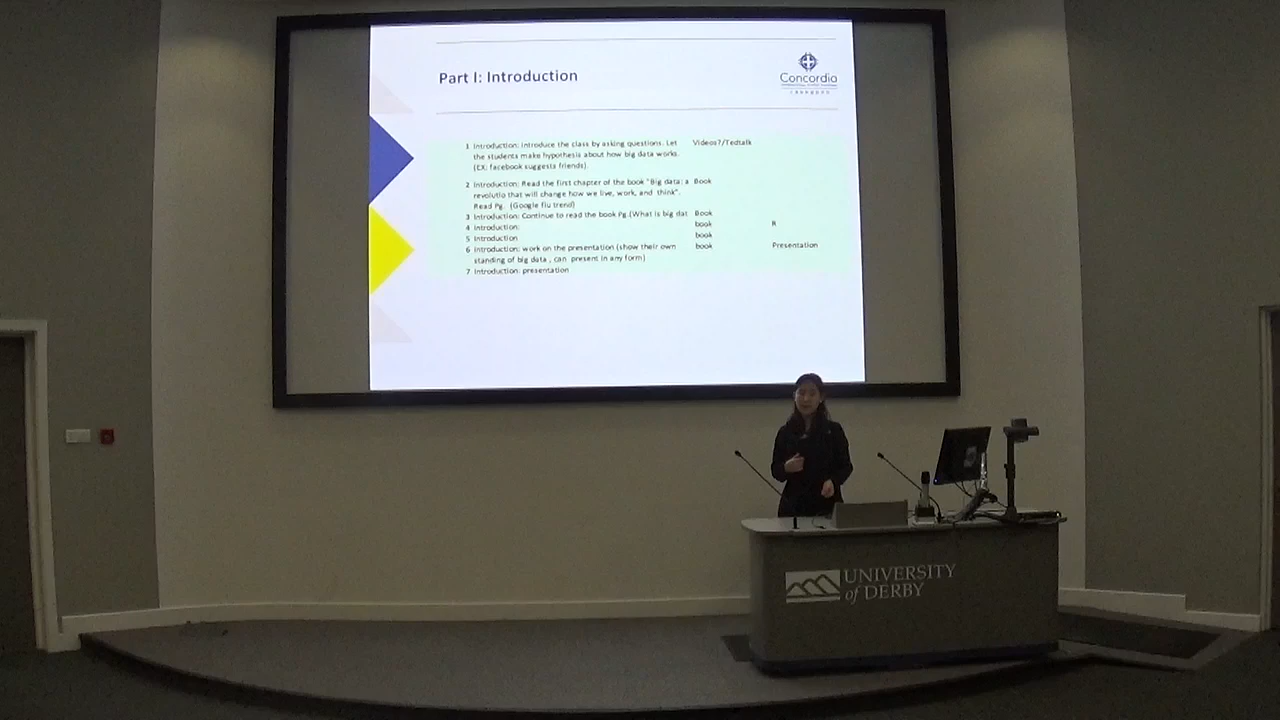 Part I: Introduction
Concordia
1 Introduction: Introduce the class by asking questions. Let Videos?/Tedtalk
the students make hypothesis about how big data works.
(EX: facebook suggests friends).
2 Introduction: Read the first chapter of the book "Big data: a Book
revolutio that will change how we live, work, and think".
Read Pg. (Google flu trend)
3 Introduction: Continue to read the book Pg.(What is big dat Book
4 Introduction: book R
5 Introduction book
6 Introduction: work on the presentation (show their own book Presentation
standing of big data , can present in any form)
7 Introduction: presentation
UNIVERSITY
of DERBY